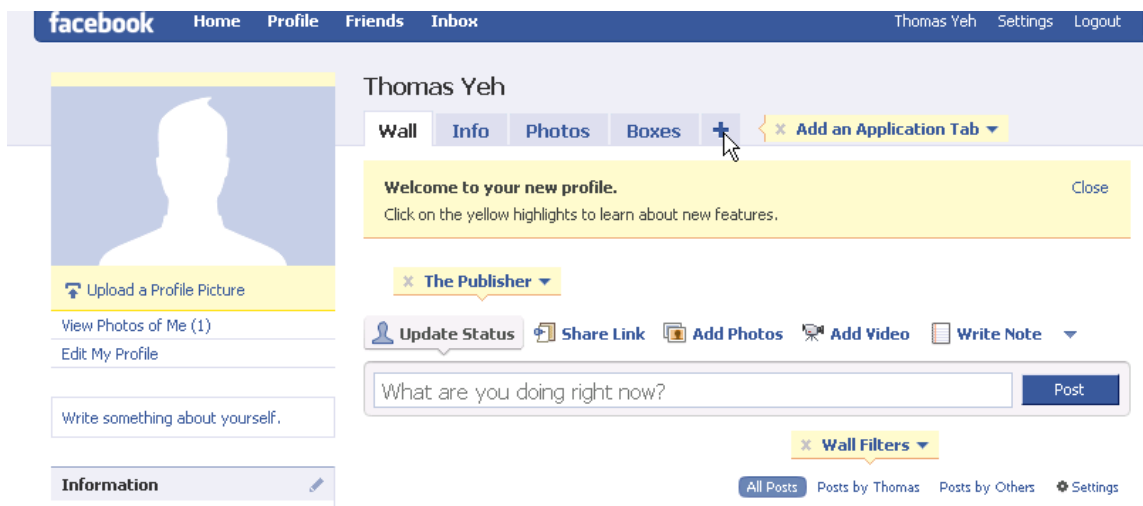 facebook Home Profile Friends Inbox Thomas Yeh Settings Logout
Thomas Yeh
Wall Info Photos Boxes + × Add an Application Tab
Welcome to your new profile. Close
Click on the yellow highlights to learn about new features.
Upload a Profile Picture
View Photos of Me (1)
Edit My Profile
Write something about yourself.
Information
× The Publisher
Update Status Share Link Add Photos Add Video Write Note
What are you doing right now? Post
× Wall Filters
All Posts Posts by Thomas Posts by Others Settings